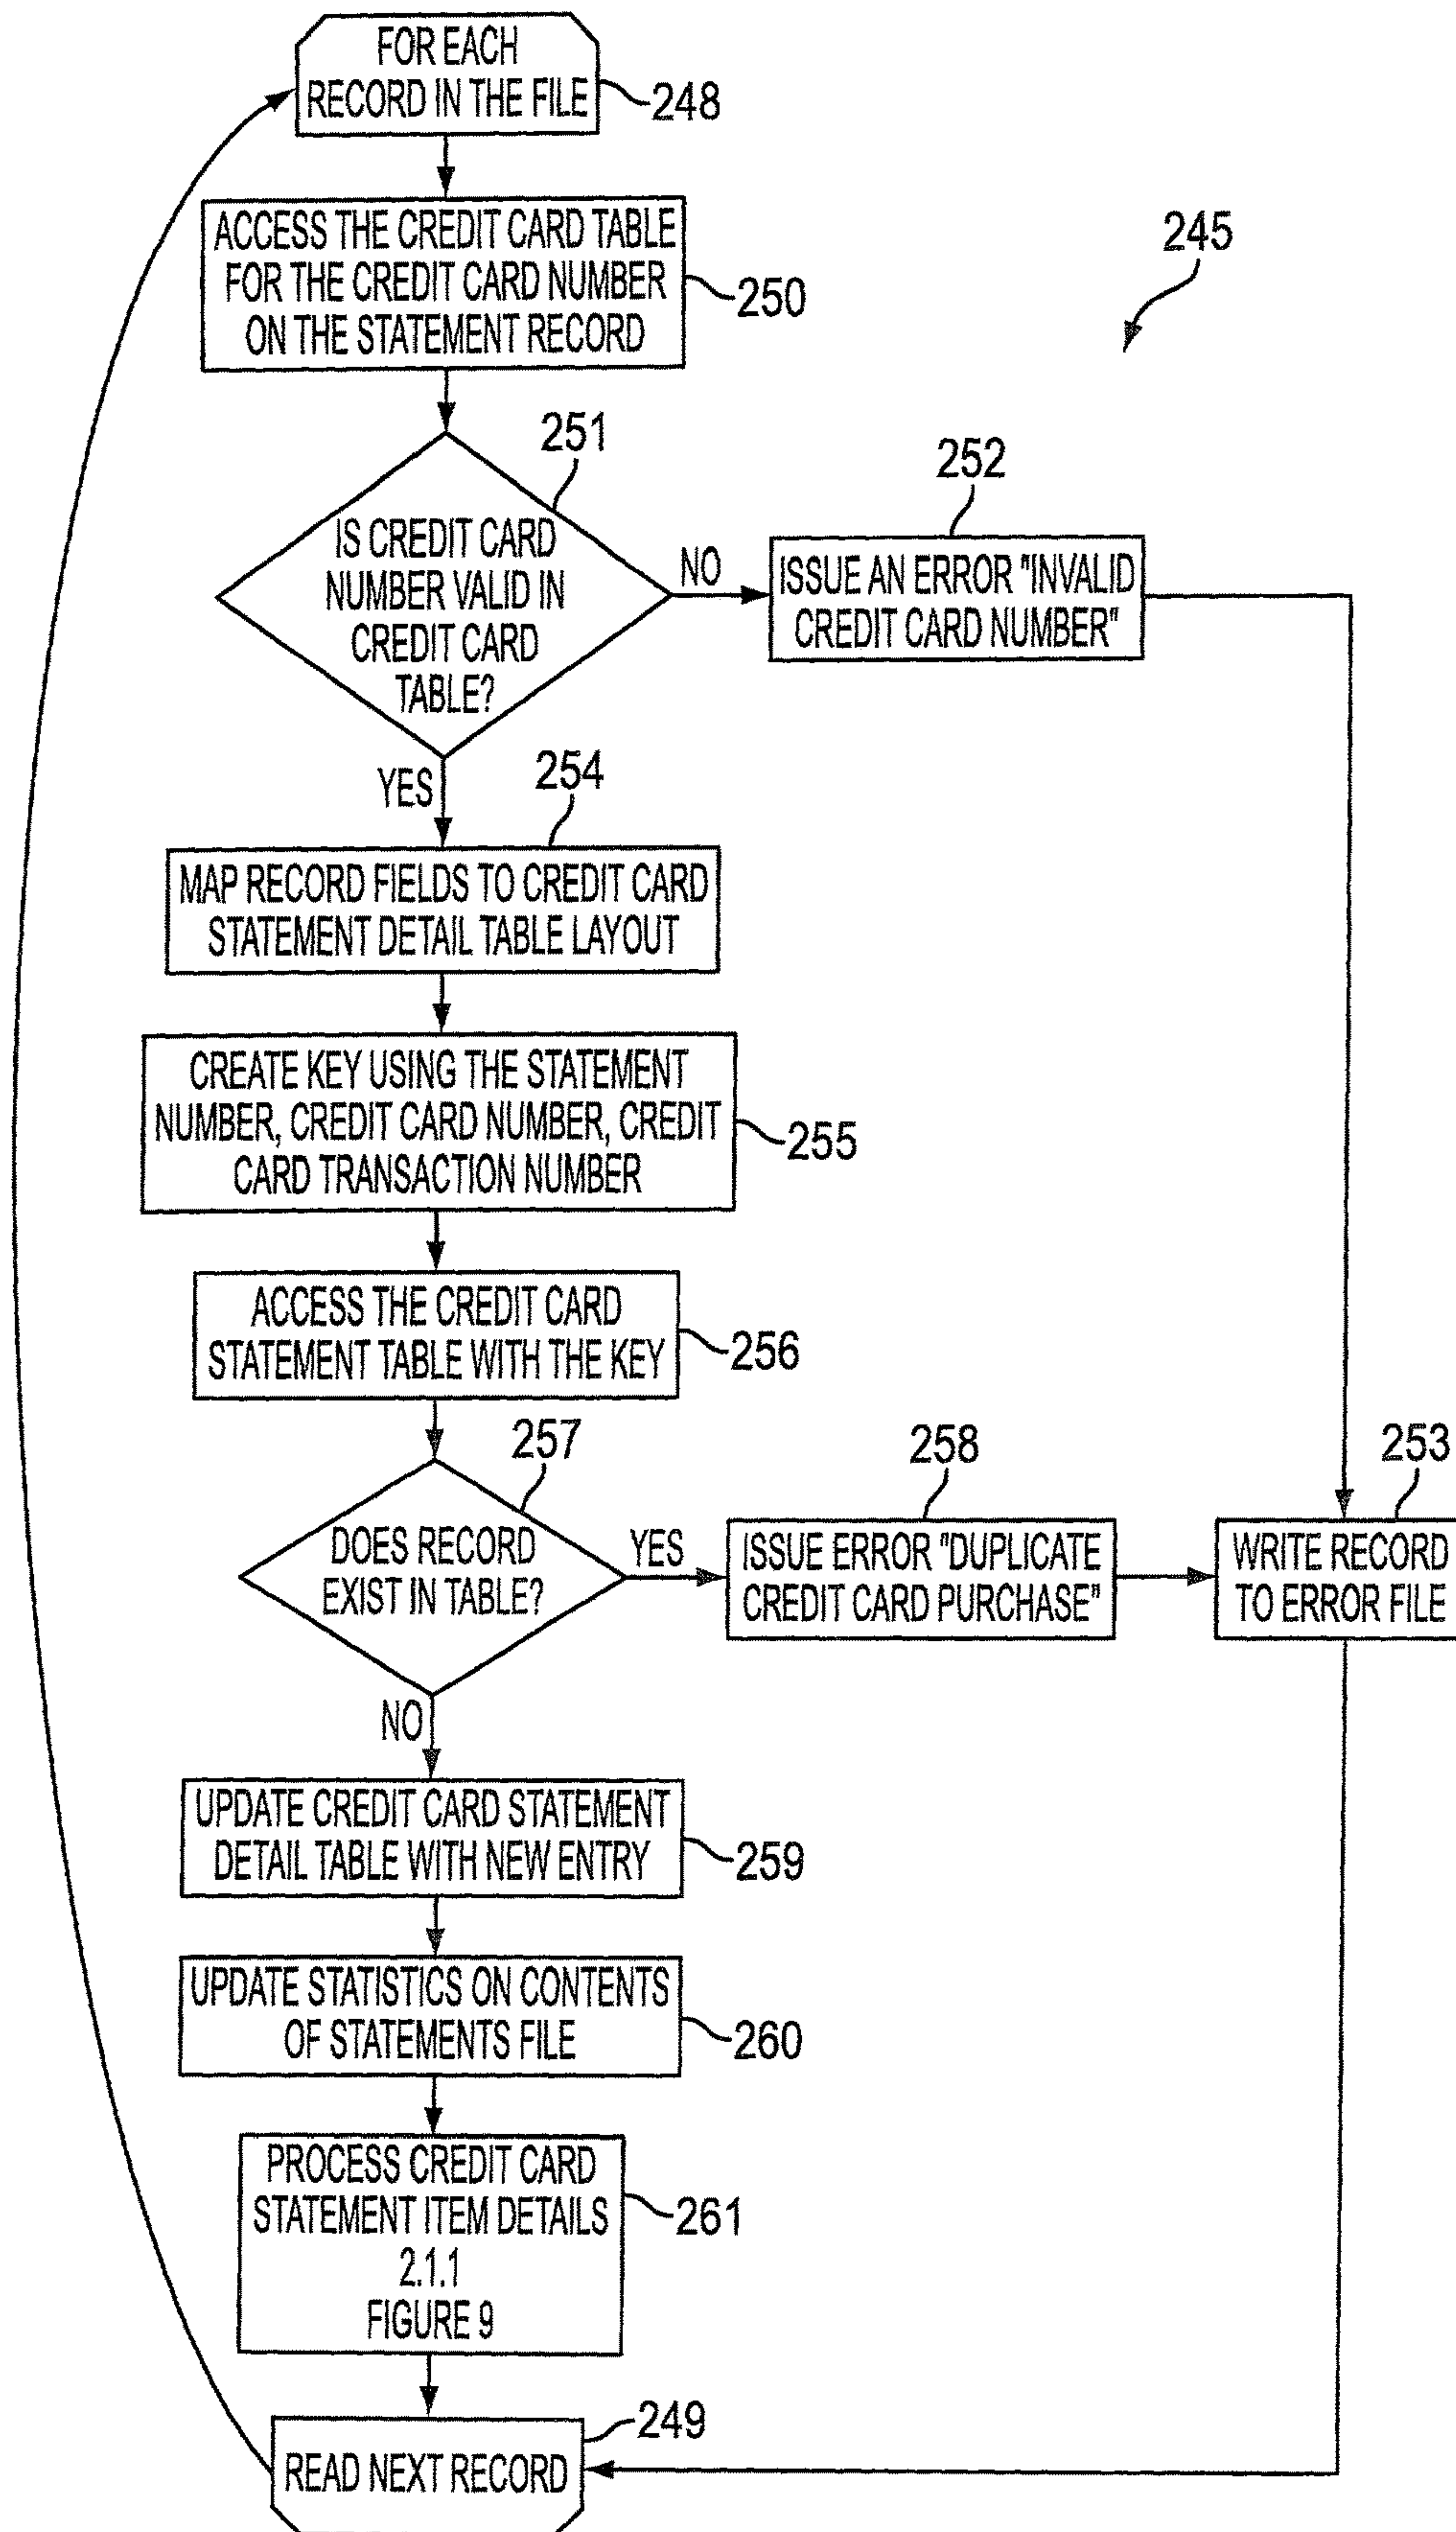 FOR EACH
RECORD IN THE FILE
248
ACCESS THE CREDIT CARD TABLE
FOR THE CREDIT CARD NUMBER
ON THE STATEMENT RECORD
250
245
251
IS CREDIT CARD
NUMBER VALID IN
CREDIT CARD
TABLE?
NO
252
ISSUE AN ERROR "INVALID
CREDIT CARD NUMBER"
YES
254
MAP RECORD FIELDS TO CREDIT CARD
STATEMENT DETAIL TABLE LAYOUT
CREATE KEY USING THE STATEMENT
NUMBER, CREDIT CARD NUMBER, CREDIT
CARD TRANSACTION NUMBER
255
ACCESS THE CREDIT CARD
STATEMENT TABLE WITH THE KEY
256
257
DOES RECORD
EXIST IN TABLE?
YES
258
ISSUE ERROR "DUPLICATE
CREDIT CARD PURCHASE"
253
WRITE RECORD
TO ERROR FILE
NO
UPDATE CREDIT CARD STATEMENT
DETAIL TABLE WITH NEW ENTRY
259
UPDATE STATISTICS ON CONTENTS
OF STATEMENTS FILE
260
PROCESS CREDIT CARD
STATEMENT ITEM DETAILS
2.1.1
FIGURE 9
261
249
READ NEXT RECORD